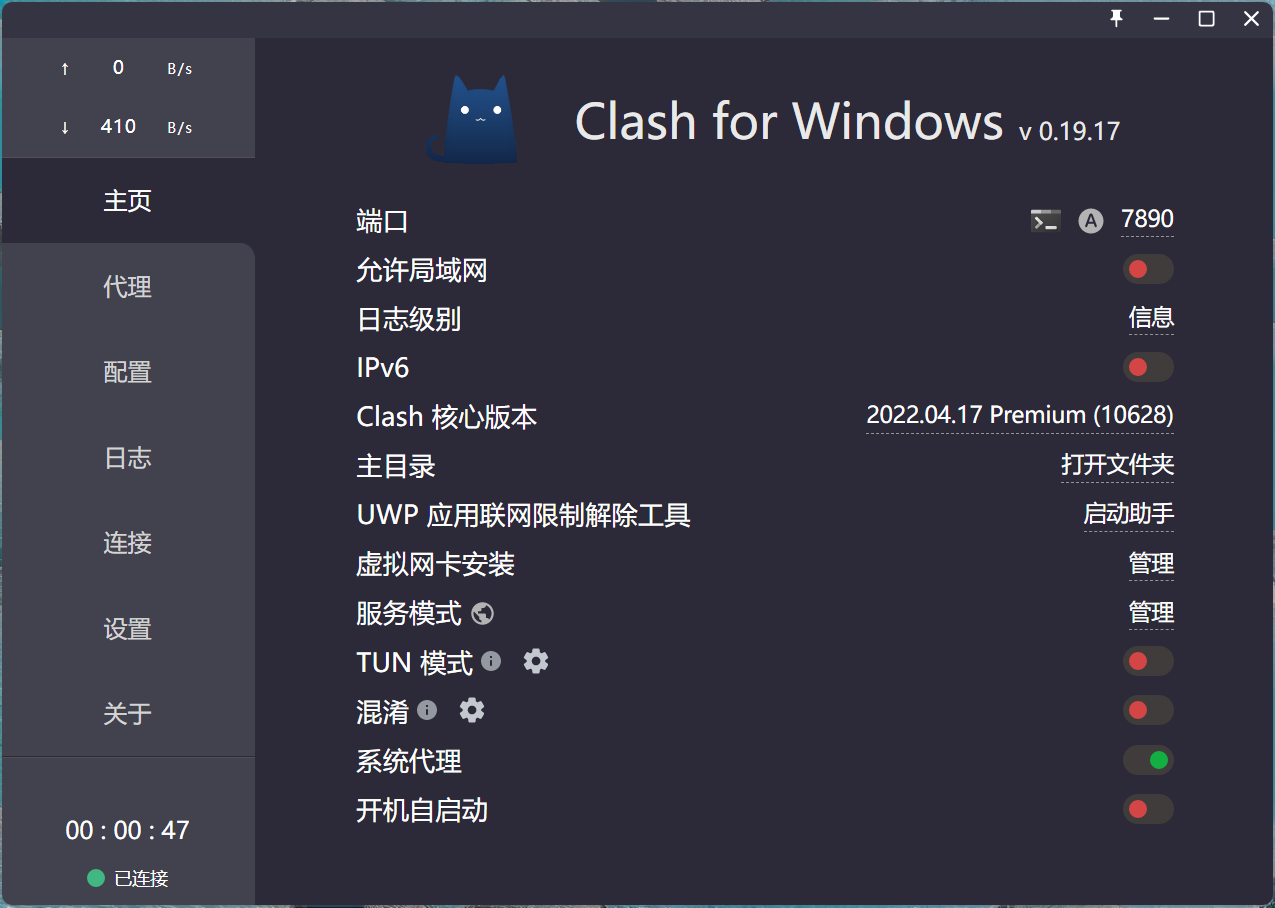 ↑ 0 B/s
↓ 410 B/s
主页
代理
配置
日志
连接
设置
关于
00 : 00 : 47
已连接
Clash for Windows v 0.19.17
端口 A 7890
允许局域网
日志级别 信息
IPv6
Clash 核心版本 2022.04.17 Premium (10628)
主目录 打开文件夹
UWP 应用联网限制解除工具 启动助手
虚拟网卡安装 管理
服务模式 管理
TUN 模式
混淆
系统代理
开机自启动